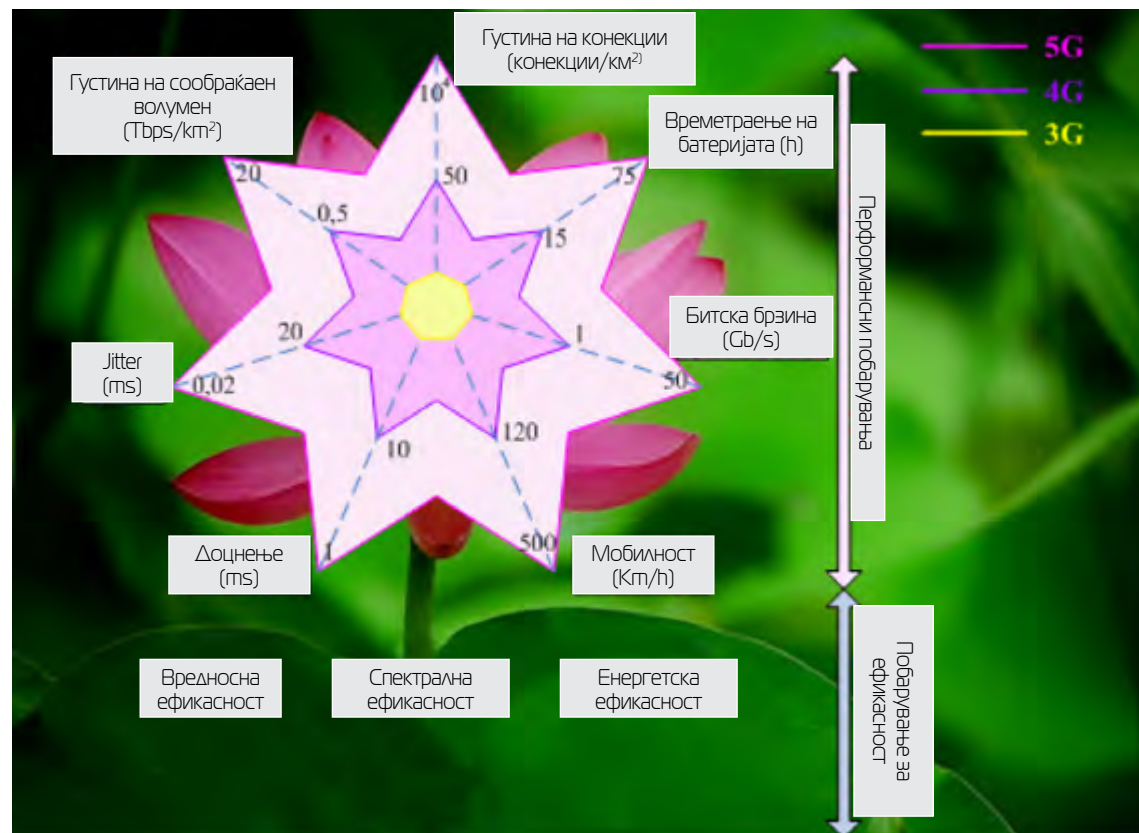 Густина на конекции
(конекции/км²⁾
5G
4G
3G
Густина на сообраќаен
волумен
(Tbps/km²)
Времетраење на
батеријата (h)
10⁴
50
20
0,5
75
15
Перформансни побарувања
Битска брзина
(Gb/s)
20
1
Jitter
(ms)
0,02
50
10
120
1
500
Доцнење
(ms)
Мобилност
(Km/h)
Вредносна
ефикасност
Спектрална
ефикасност
Енергетска
ефикасност
Побарување за
ефикасност